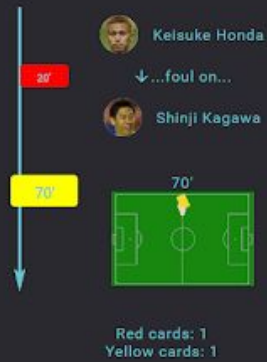 Keisuke Honda
20'
↓...foul on...
Shinji Kagawa
70'
70'
Red cards: 1
Yellow cards: 1